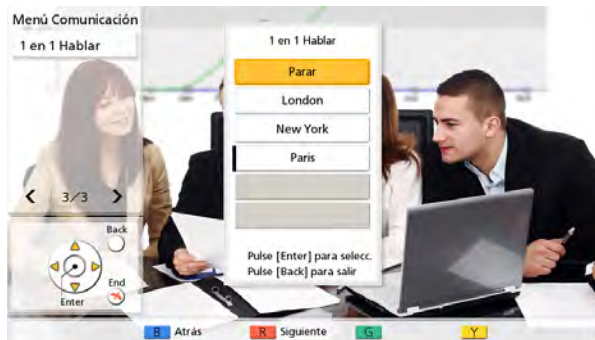 Menú Comunicación
1 en 1 Hablar
1 en 1 Hablar
Parar
London
New York
Paris
Pulse [Enter] para selecc.
Pulse [Back] para salir
3/3
Back
End
Enter
B Atrás R Siguiente G Y